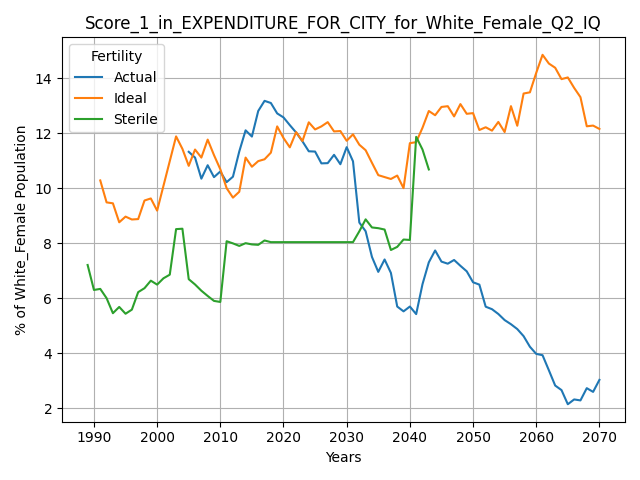 Score_1_in_EXPENDITURE_FOR_CITY_for_White_Female_Q2_IQ
Fertility
Actual
Ideal
Sterile
% of White_Female Population
14
12
10
8
6
4
2
1990 2000 2010 2020 2030 2040 2050 2060 2070
Years